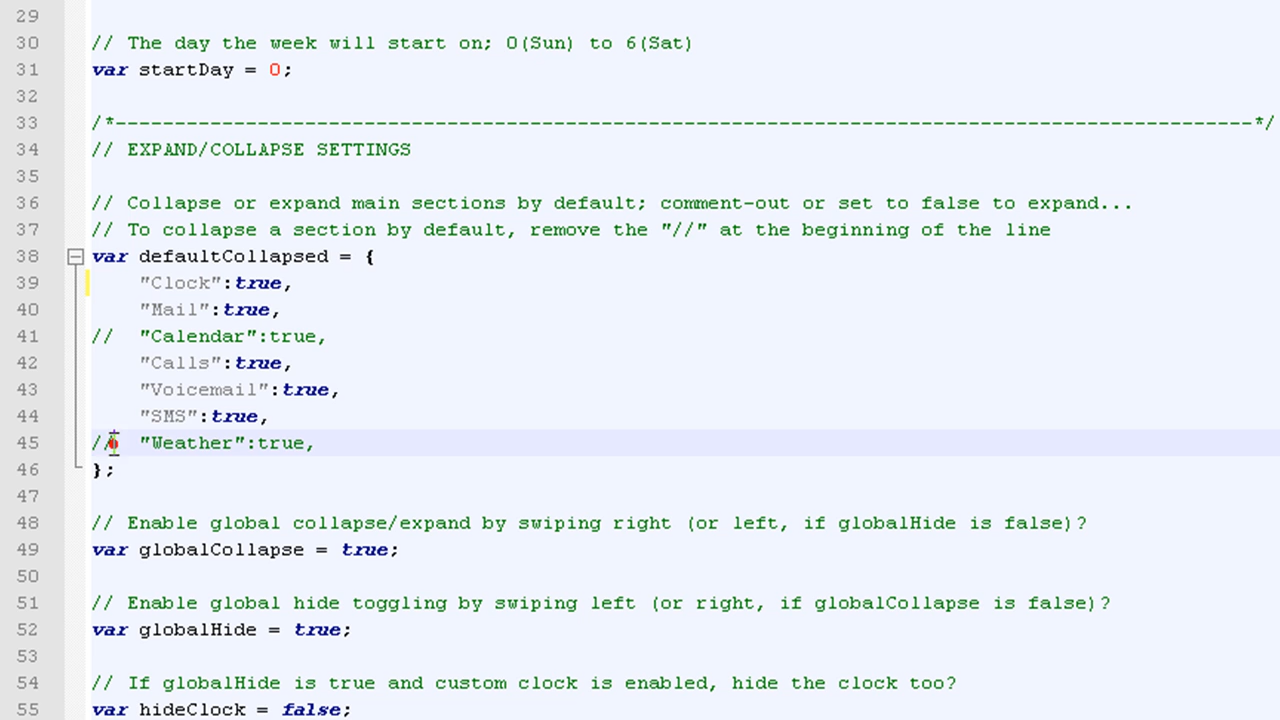 29
30 // The day the week will start on; 0(Sun) to 6(Sat)
31 var startDay = 0;
32
33 /*------------------------------------------------------------------------------------------------*/
34 // EXPAND/COLLAPSE SETTINGS
35
36 // Collapse or expand main sections by default; comment-out or set to false to expand...
37 // To collapse a section by default, remove the "//" at the beginning of the line
38 var defaultCollapsed = {
39 "Clock":true,
40 "Mail":true,
41 // "Calendar":true,
42 "Calls":true,
43 "Voicemail":true,
44 "SMS":true,
45 // "Weather":true,
46 };
47
48 // Enable global collapse/expand by swiping right (or left, if globalHide is false)?
49 var globalCollapse = true;
50
51 // Enable global hide toggling by swiping left (or right, if globalCollapse is false)?
52 var globalHide = true;
53
54 // If globalHide is true and custom clock is enabled, hide the clock too?
55 var hideClock = false;